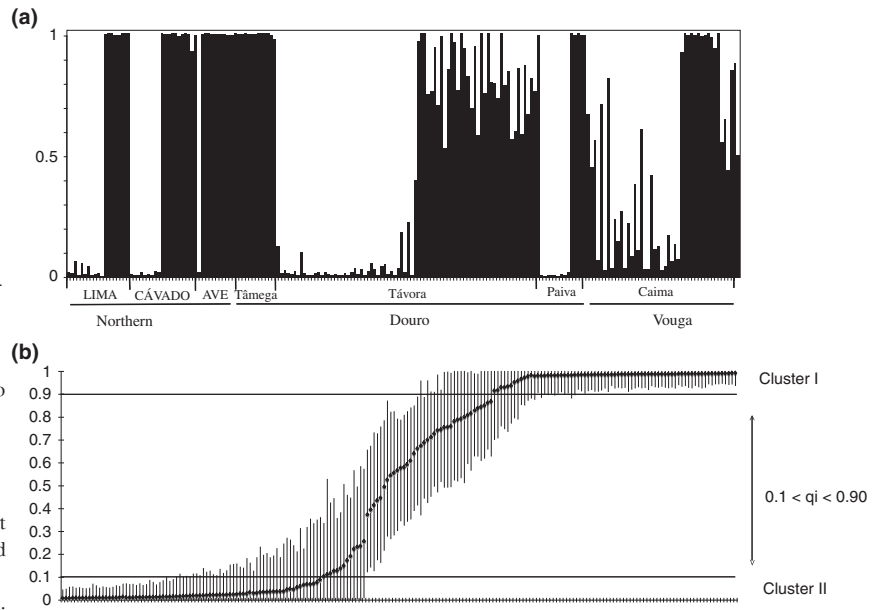 (a)
1
0.5
0
LIMA CÁVADO AVE Tâmega Távora Paiva Caima
Northern Douro Vouga
(b)
1
0.9
0.8
0.7
0.6
0.5
0.4
0.3
0.2
0.1
0
Cluster I
0.1 < qi < 0.90
Cluster II
o
t
d